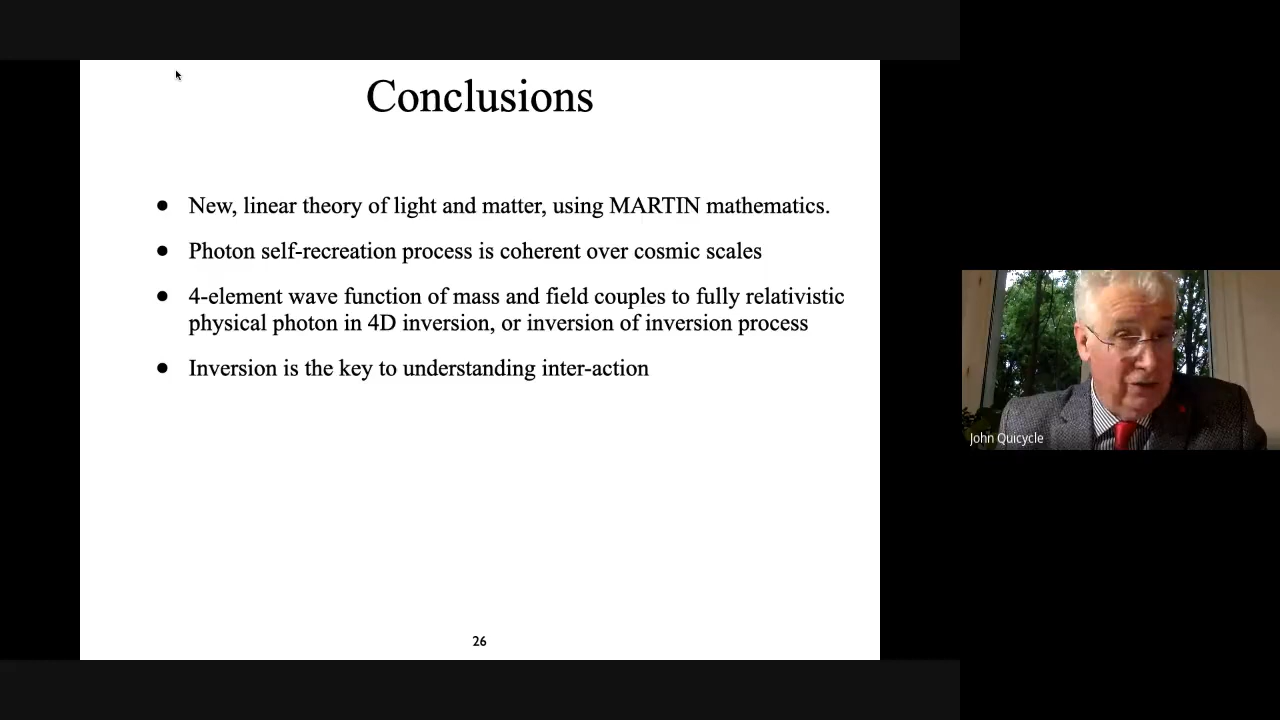 Conclusions
● New, linear theory of light and matter, using MARTIN mathematics.
● Photon self-recreation process is coherent over cosmic scales
● 4-element wave function of mass and field couples to fully relativistic
physical photon in 4D inversion, or inversion of inversion process
● Inversion is the key to understanding inter-action
John Quicycle
26